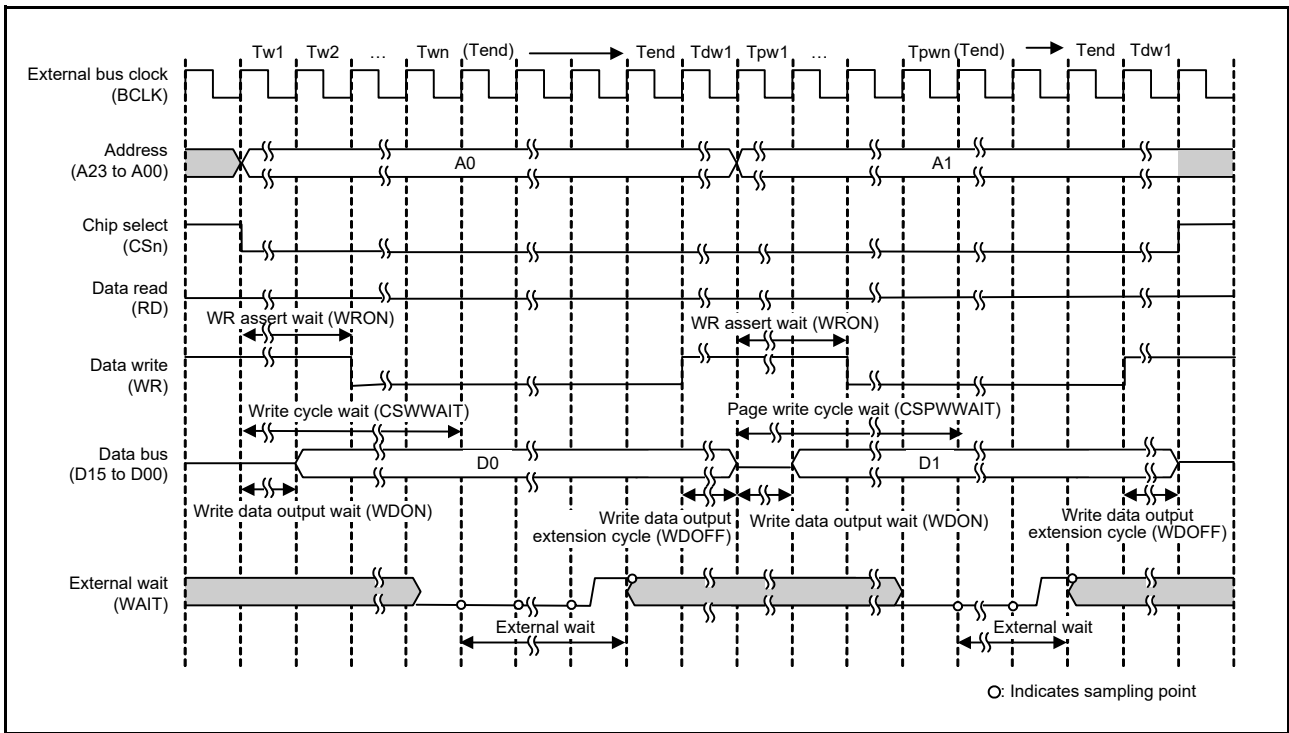 Tw1 Tw2 … Twn (Tend) Tend Tdw1 Tpw1 … Tpwn (Tend) Tend Tdw1
External bus clock
(BCLK)
Address
(A23 to A00)
A0 A1
Chip select
(CSn)
Data read
(RD)
WR assert wait (WRON) WR assert wait (WRON)
Data write
(WR)
Write cycle wait (CSWWAIT) Page write cycle wait (CSPWWAIT)
Data bus
(D15 to D00)
D0 D1
Write data output wait (WDON)
Write data output
extension cycle (WDOFF)
Write data output wait (WDON)
Write data output
extension cycle (WDOFF)
External wait
(WAIT)
External wait External wait
O: Indicates sampling point